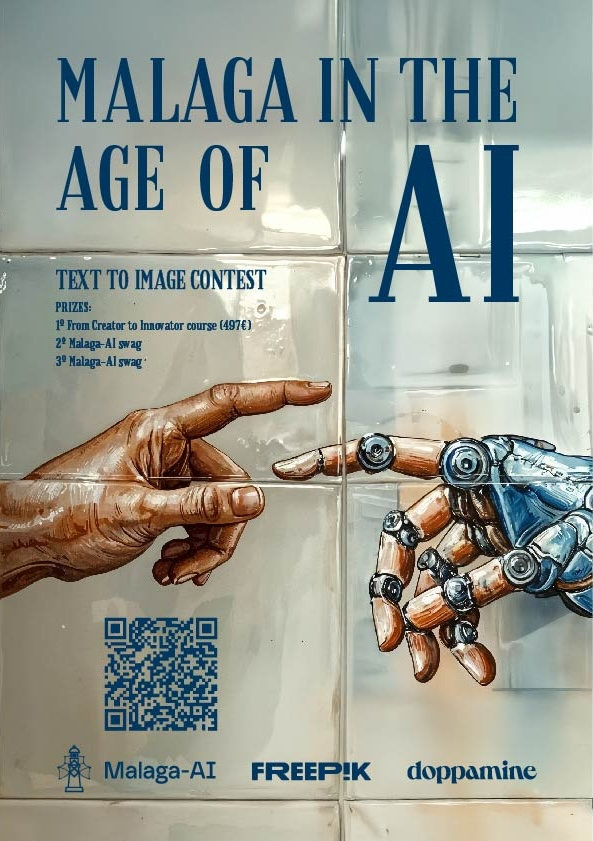 MALAGA IN THE
AGE OF
AI
TEXT TO IMAGE CONTEST
PRIZES:
1º From Creator to Innovator course (497€)
2º Malaga-AI swag
3º Malaga-AI swag
Malaga-AI FREEP!K doppamine